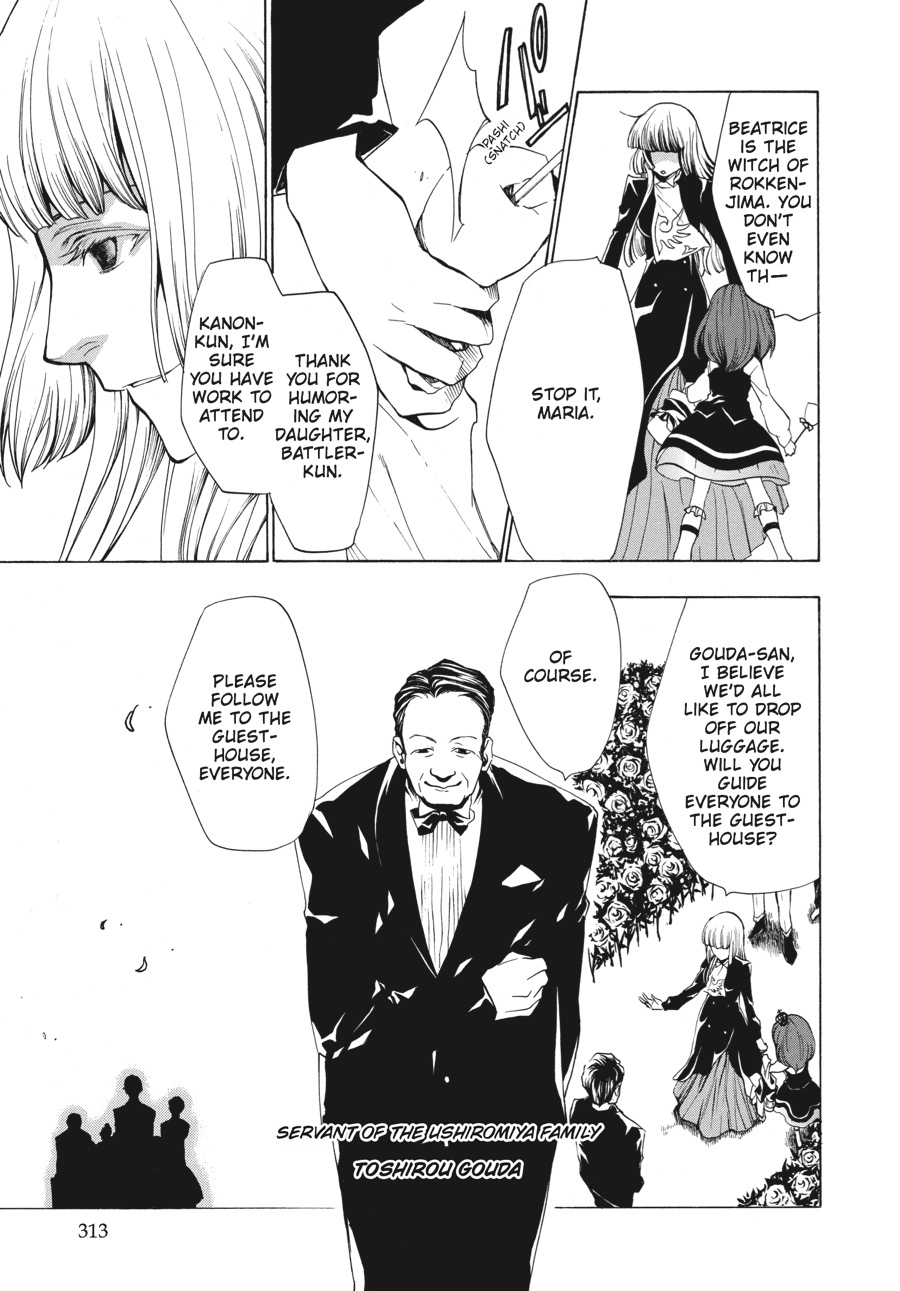 BEATRICE
IS THE
WITCH OF
ROKKEN-
JIMA. YOU
DON'T
EVEN
KNOW
TH—
STOP IT,
MARIA.
パシ
PASHI
(SNATCH)
THANK
YOU FOR
HUMOR-
ING MY
DAUGHTER,
BATTLER-
KUN.
KANON-
KUN, I'M
SURE
YOU HAVE
WORK TO
ATTEND
TO.
GOUDA-SAN,
I BELIEVE
WE'D ALL
LIKE TO DROP
OFF OUR
LUGGAGE.
WILL YOU
GUIDE
EVERYONE TO
THE GUEST-
HOUSE?
OF
COURSE.
PLEASE
FOLLOW
ME TO THE
GUEST-
HOUSE,
EVERYONE.
SERVANT OF THE USHIROMIYA FAMILY
TOSHIROU GOUDA
313